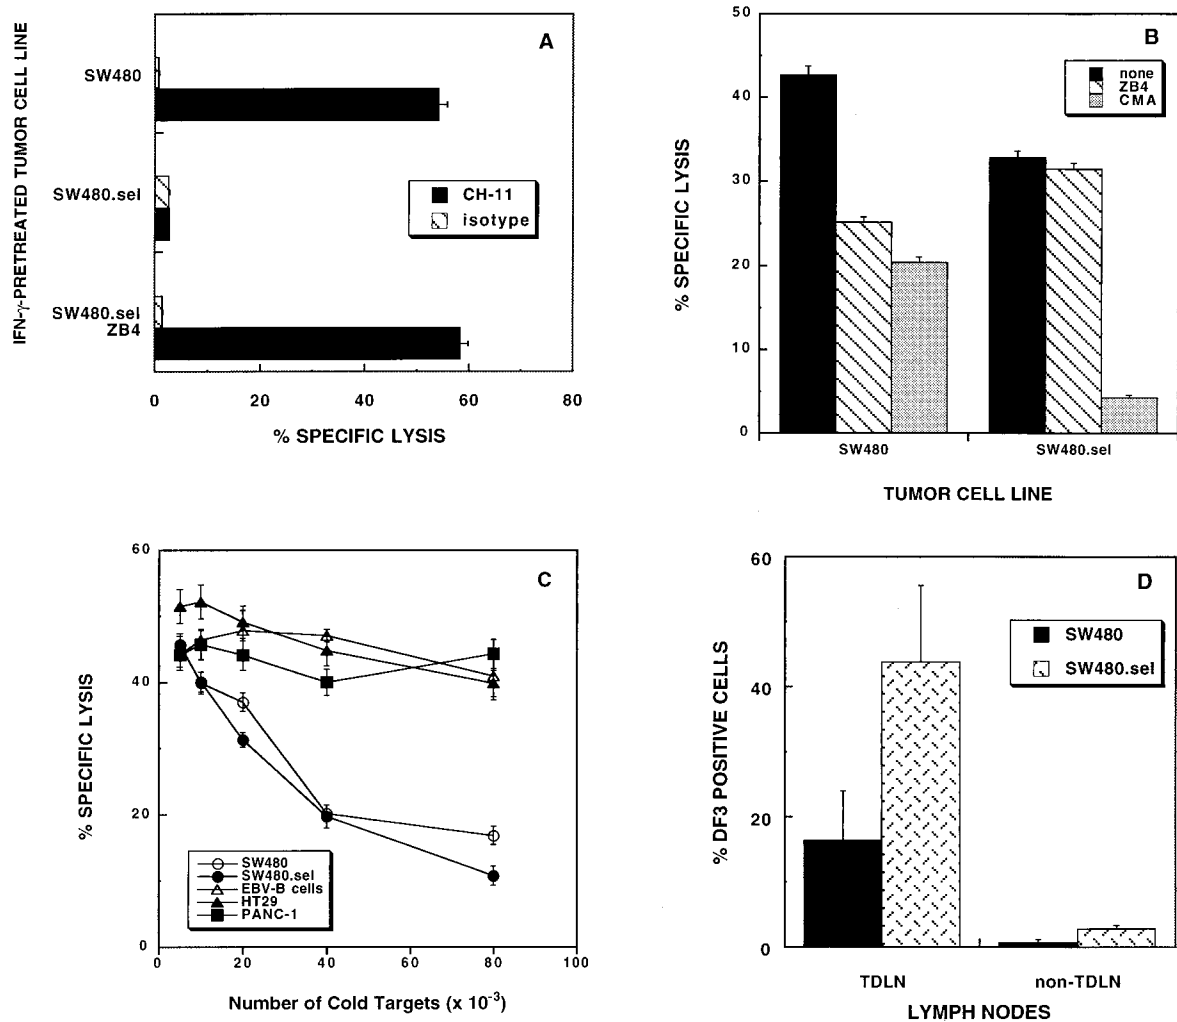 A
IFN-γ-PRETREATED TUMOR CELL LINE
SW480
SW480.sel
SW480.sel
ZB4
CH-11
isotype
0 20 40 60 80
% SPECIFIC LYSIS
B
% SPECIFIC LYSIS
50
40
30
20
10
0
none
ZB4
CMA
SW480 SW480.sel
TUMOR CELL LINE
C
% SPECIFIC LYSIS
60
40
20
0
SW480
SW480.sel
EBV-B cells
HT29
PANC-1
0 20 40 60 80 100
Number of Cold Targets (x 10⁻³)
D
% DF3 POSITIVE CELLS
60
40
20
0
SW480
SW480.sel
TDLN non-TDLN
LYMPH NODES